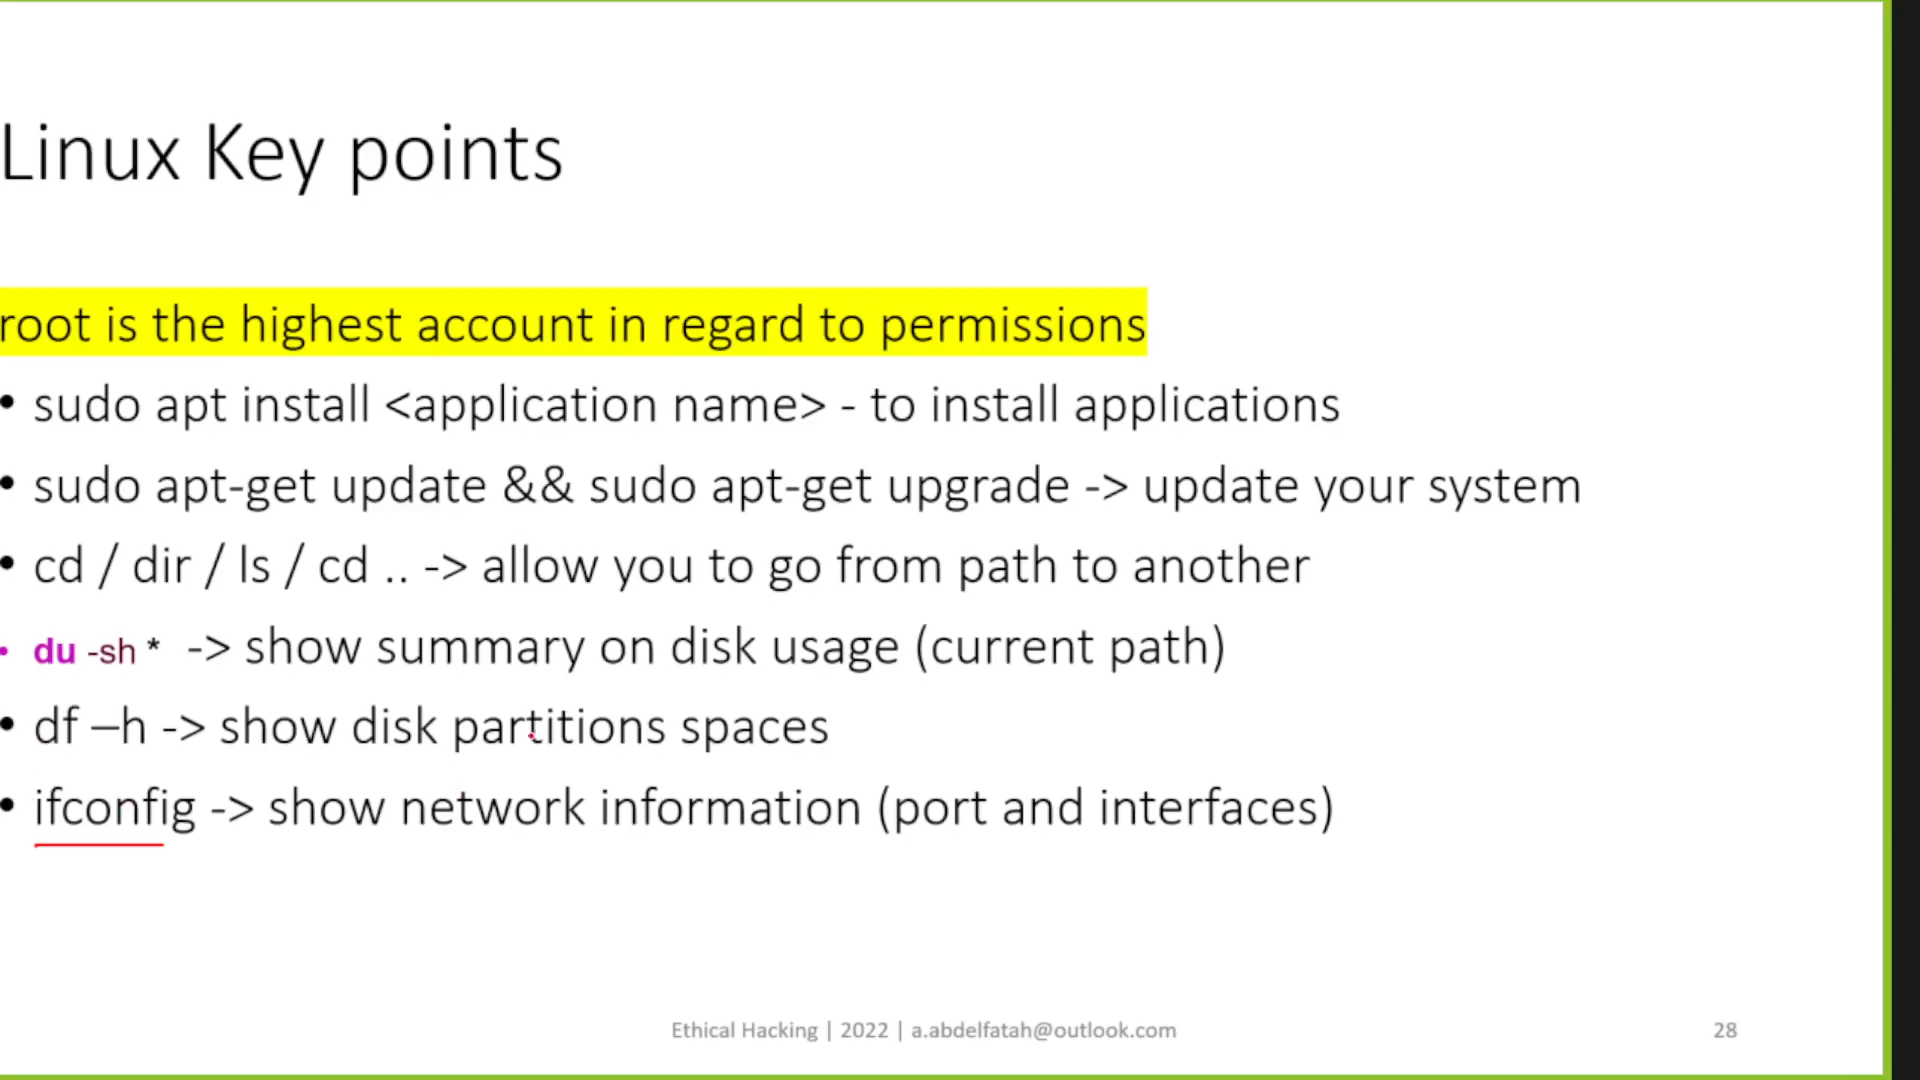 Linux Key points
root is the highest account in regard to permissions
• sudo apt install <application name> - to install applications
• sudo apt-get update && sudo apt-get upgrade -> update your system
• cd / dir / ls / cd .. -> allow you to go from path to another
• du -sh * -> show summary on disk usage (current path)
• df –h -> show disk partitions spaces
• ifconfig -> show network information (port and interfaces)
Ethical Hacking | 2022 | a.abdelfatah@outlook.com
28